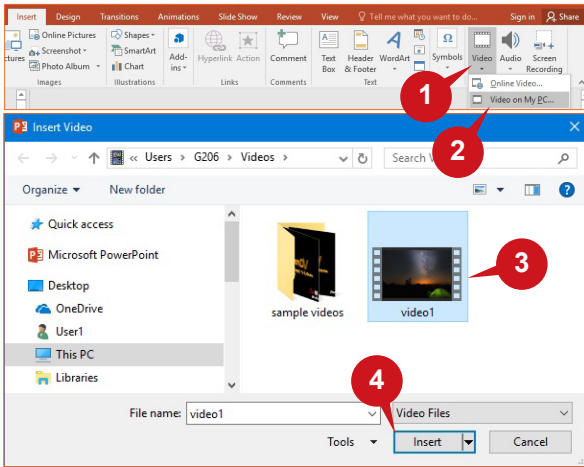 Insert Design Transitions Animations Slide Show Review View Tell me what you want to do... Sign in Share
Online Pictures
Screenshot
Photo Album
Images
Shapes
SmartArt
Chart
Illustrations
Add-
ins
Hyperlink Action
Links
Comment
Comments
Text
Box
Header
& Footer
WordArt
Text
Symbols
Video
Audio
Screen
Recording
1
Online Video...
Video on My PC...
2
Insert Video
« Users > G206 > Videos >
Search V
Organize New folder
Quick access
Microsoft PowerPoint
Desktop
OneDrive
User1
This PC
Libraries
sample videos
video1
3
4
File name: video1
Video Files
Tools Insert Cancel